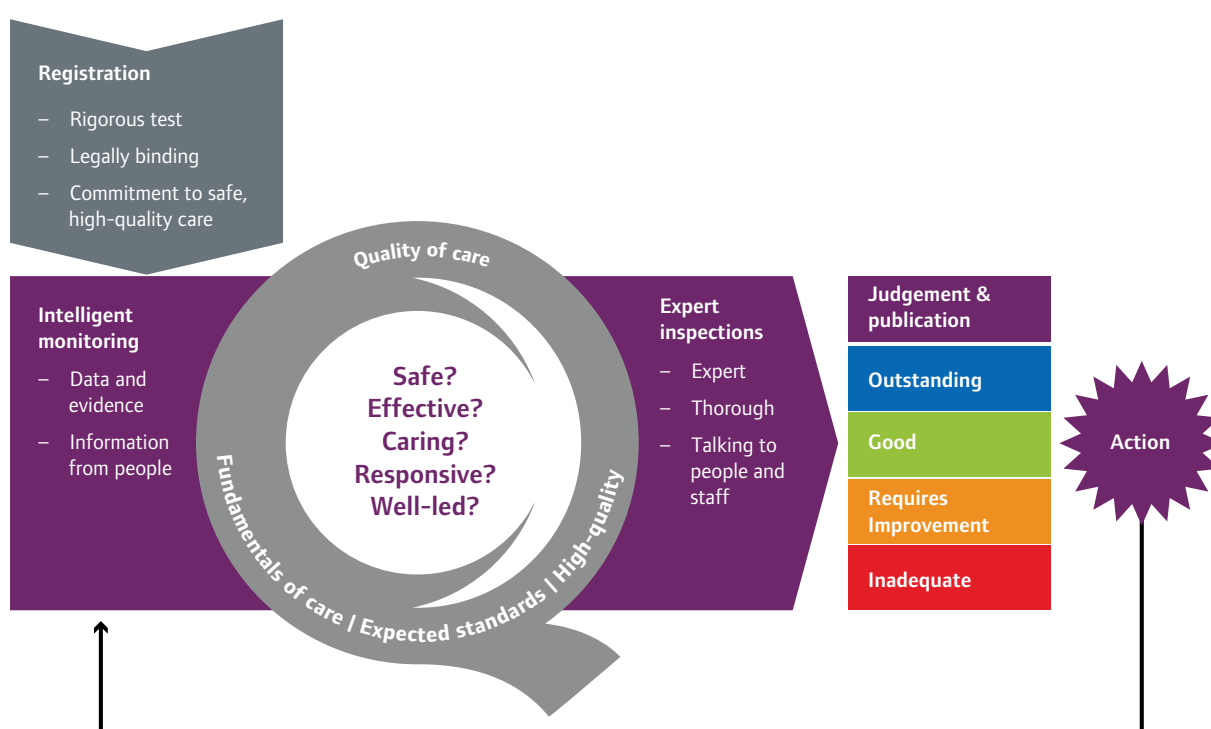 Registration
– Rigorous test
– Legally binding
– Commitment to safe,
high-quality care
Quality of care
Intelligent
monitoring
– Data and
evidence
– Information
from people
Safe?
Effective?
Caring?
Responsive?
Well-led?
Fundamentals of care | Expected standards | High-quality
Expert
inspections
– Expert
– Thorough
– Talking to
people and
staff
Judgement &
publication
Outstanding
Good
Requires
Improvement
Inadequate
Action